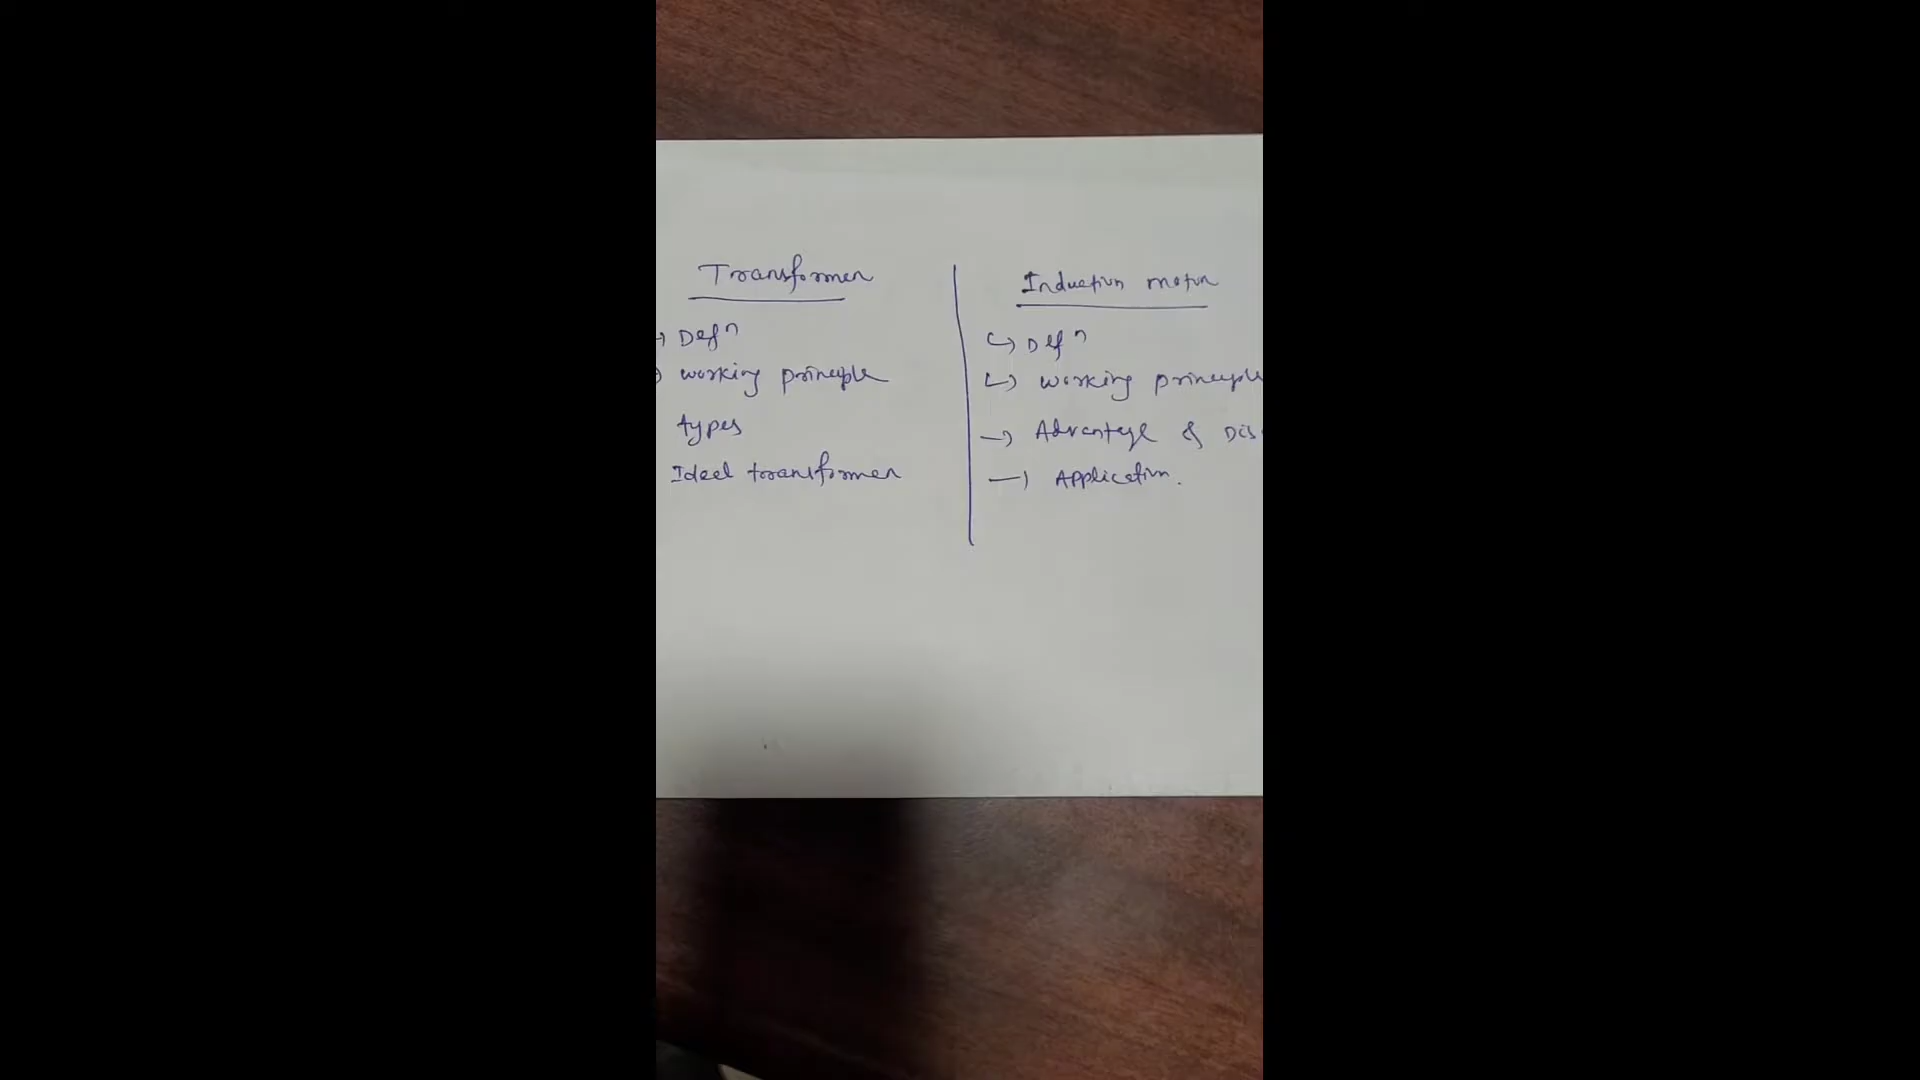 Transformer
→ Defn
→ working principle
types
Ideal transformer
Induction motor
↪ Defn
↪ working principle
→ Advantage & Dis
→ Application.